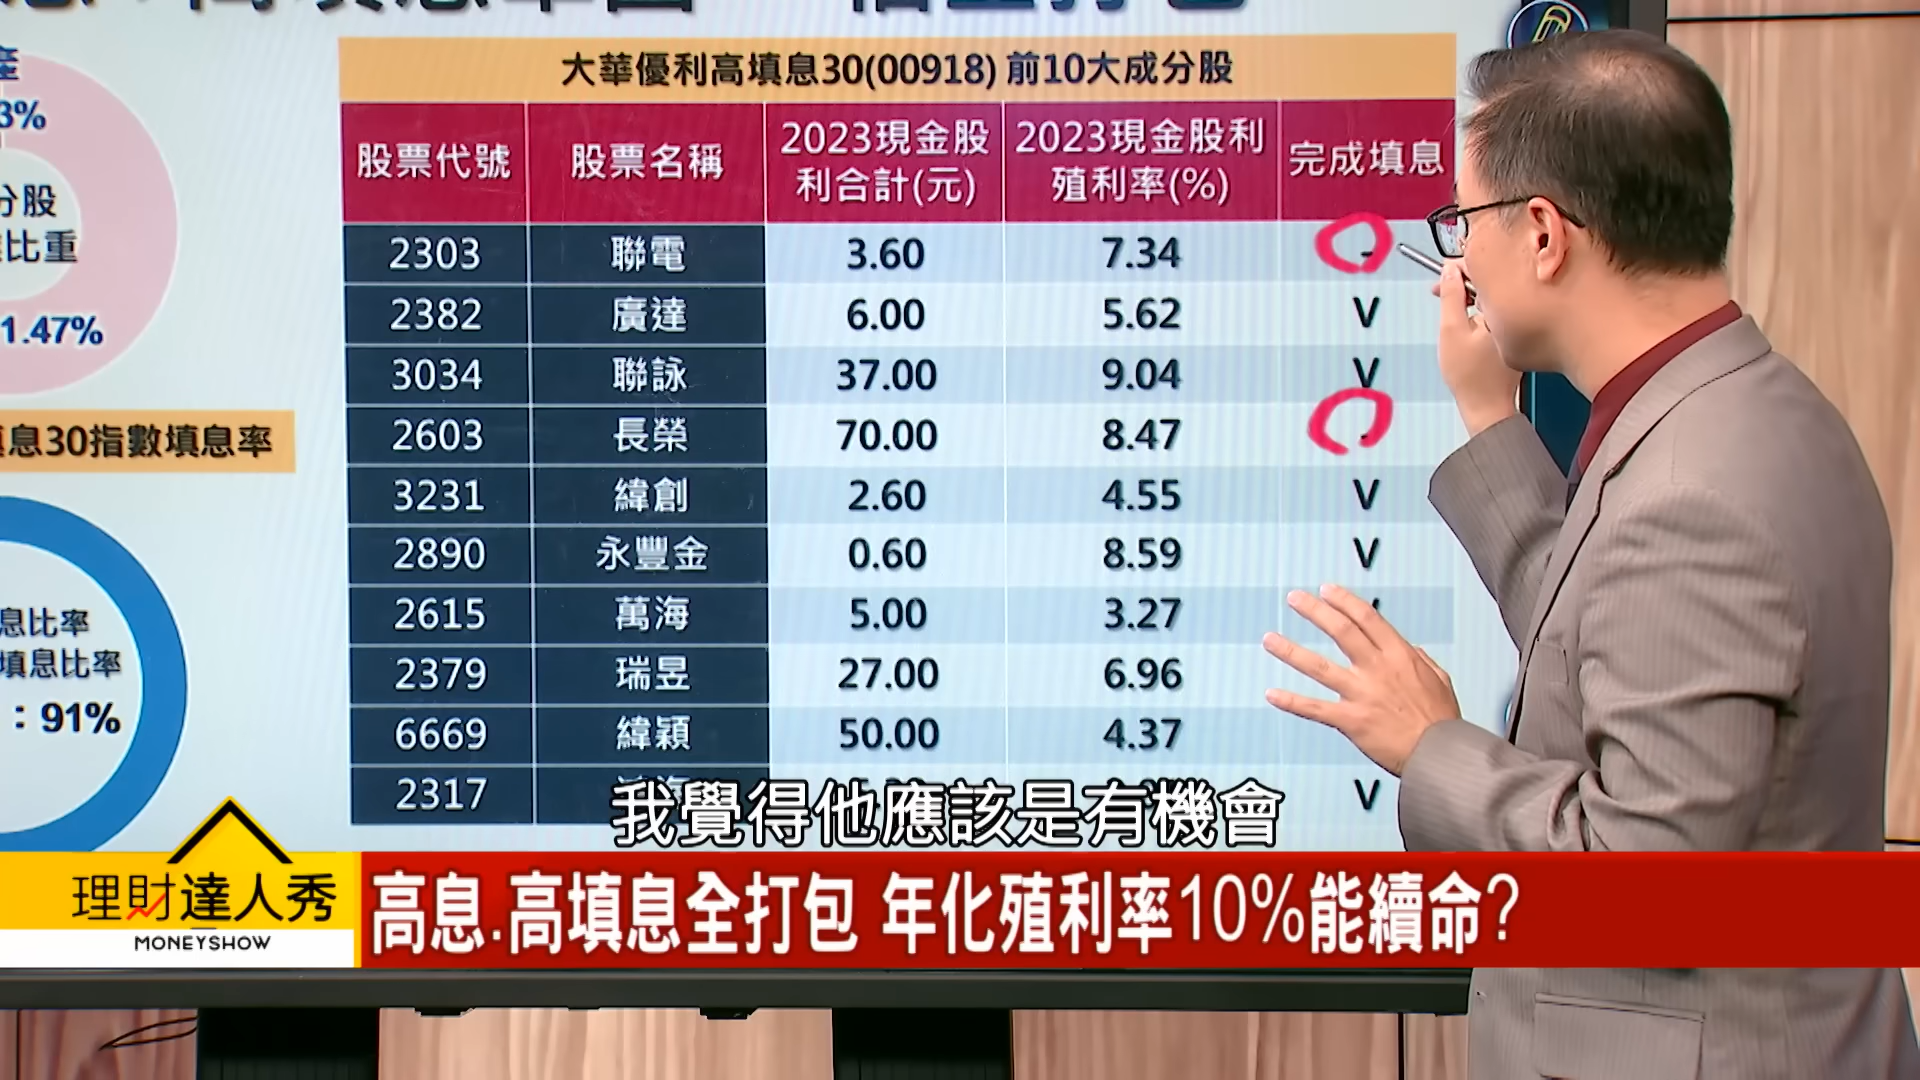 大華優利高填息30(00918) 前10大成分股
股票代號 股票名稱 2023現金股利合計(元) 2023現金股利殖利率(%) 完成填息
2303 聯電 3.60 7.34 -
2382 廣達 6.00 5.62 V
3034 聯詠 37.00 9.04 V
2603 長榮 70.00 8.47 -
3231 緯創 2.60 4.55 V
2890 永豐金 0.60 8.59 V
2615 萬海 5.00 3.27
2379 瑞昱 27.00 6.96
6669 緯穎 50.00 4.37
2317 V
產
3%
分股
比重
1.47%
息30指數填息率
息比率
填息比率
：91%
我覺得他應該是有機會
理財達人秀
MONEYSHOW
高息.高填息全打包 年化殖利率10%能續命?